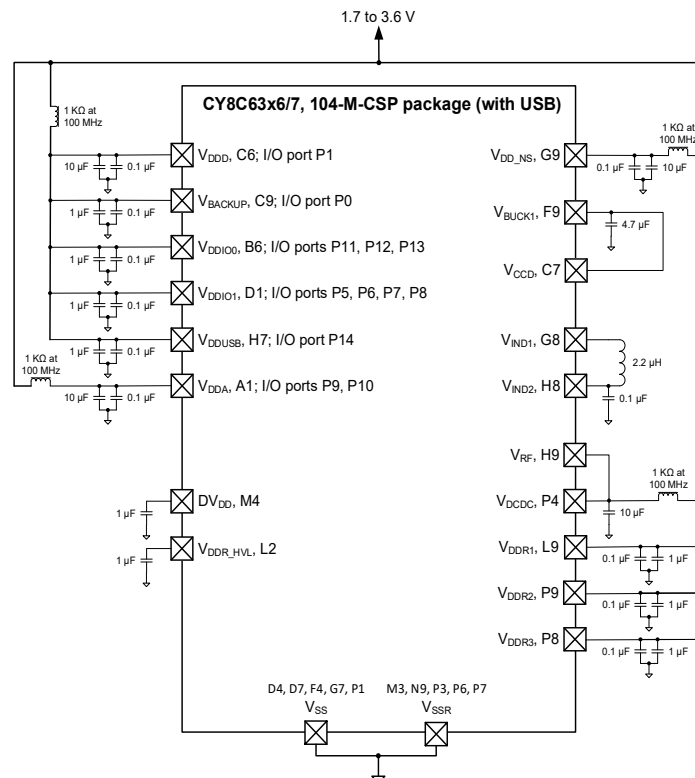 1.7 to 3.6 V
CY8C63x6/7, 104-M-CSP package (with USB)
1 KΩ at
100 MHz
VDDD, C6; I/O port P1
10 µF
0.1 µF
VBACKUP, C9; I/O port P0
1 µF
0.1 µF
VDDIO0, B6; I/O ports P11, P12, P13
1 µF
0.1 µF
VDDIO1, D1; I/O ports P5, P6, P7, P8
1 µF
0.1 µF
VDDUSB, H7; I/O port P14
1 µF
0.1 µF
1 KΩ at
100 MHz
VDDA, A1; I/O ports P9, P10
10 µF
0.1 µF
DVDD, M4
1 µF
VDDR_HVL, L2
1 µF
1 KΩ at
100 MHz
VDD_NS, G9
0.1 µF
10 µF
VBUCK1, F9
4.7 µF
VCCD, C7
VIND1, G8
2.2 µH
VIND2, H8
0.1 µF
VRF, H9
1 KΩ at
100 MHz
VDCDC, P4
10 µF
VDDR1, L9
0.1 µF
1 µF
VDDR2, P9
0.1 µF
1 µF
VDDR3, P8
0.1 µF
1 µF
D4, D7, F4, G7, P1
VSS
M3, N9, P3, P6, P7
VSSR